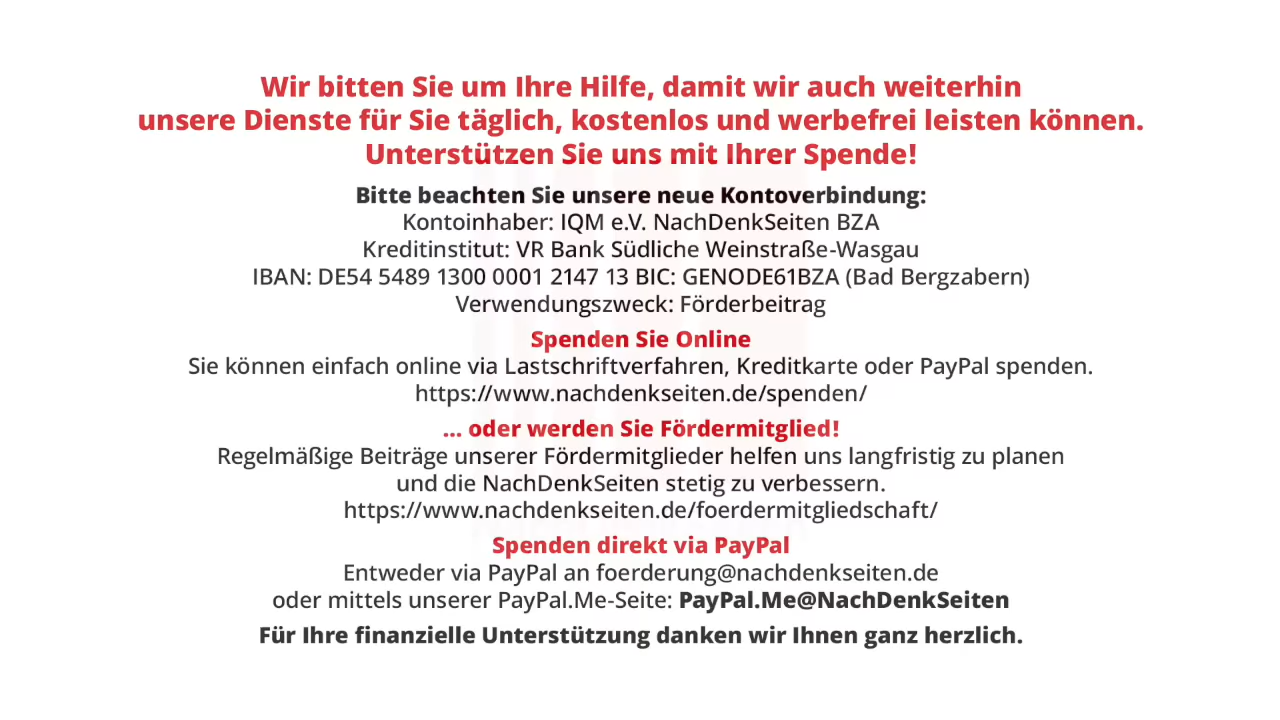 Wir bitten Sie um Ihre Hilfe, damit wir auch weiterhin
unsere Dienste für Sie täglich, kostenlos und werbefrei leisten können.
Unterstützen Sie uns mit Ihrer Spende!
Bitte beachten Sie unsere neue Kontoverbindung:
Kontoinhaber: IQM e.V. NachDenkSeiten BZA
Kreditinstitut: VR Bank Südliche Weinstraße-Wasgau
IBAN: DE54 5489 1300 0001 2147 13 BIC: GENODE61BZA (Bad Bergzabern)
Verwendungszweck: Förderbeitrag
Spenden Sie Online
Sie können einfach online via Lastschriftverfahren, Kreditkarte oder PayPal spenden.
https://www.nachdenkseiten.de/spenden/
... oder werden Sie Fördermitglied!
Regelmäßige Beiträge unserer Fördermitglieder helfen uns langfristig zu planen
und die NachDenkSeiten stetig zu verbessern.
https://www.nachdenkseiten.de/foerdermitgliedschaft/
Spenden direkt via PayPal
Entweder via PayPal an foerderung@nachdenkseiten.de
oder mittels unserer PayPal.Me-Seite: PayPal.Me@NachDenkSeiten
Für Ihre finanzielle Unterstützung danken wir Ihnen ganz herzlich.